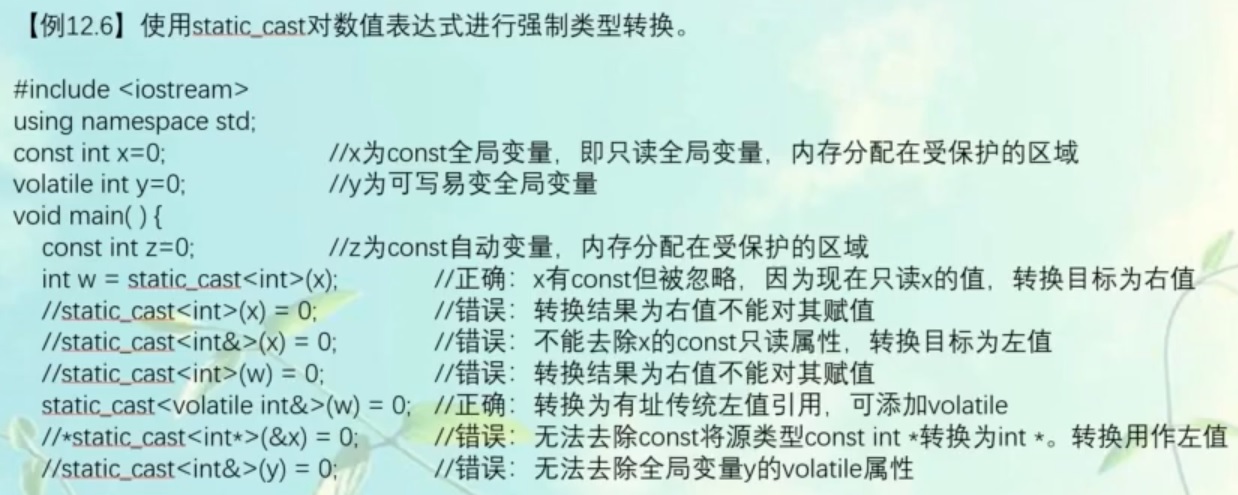 【例12.6】使用static_cast对数值表达式进行强制类型转换。
#include <iostream>
using namespace std;
const int x=0; //x为const全局变量，即只读全局变量，内存分配在受保护的区域
volatile int y=0; //y为可写易变全局变量
void main( ) {
const int z=0; //z为const自动变量，内存分配在受保护的区域
int w = static_cast<int>(x); //正确：x有const但被忽略，因为现在只读x的值，转换目标为右值
//static_cast<int>(x) = 0; //错误：转换结果为右值不能对其赋值
//static_cast<int&>(x) = 0; //错误：不能去除x的const只读属性，转换目标为左值
//static_cast<int>(w) = 0; //错误：转换结果为右值不能对其赋值
static_cast<volatile int&>(w) = 0; //正确：转换为有址传统左值引用，可添加volatile
//*static_cast<int*>(&x) = 0; //错误：无法去除const将源类型const int *转换为int *。转换用作左值
//static_cast<int&>(y) = 0; //错误：无法去除全局变量y的volatile属性